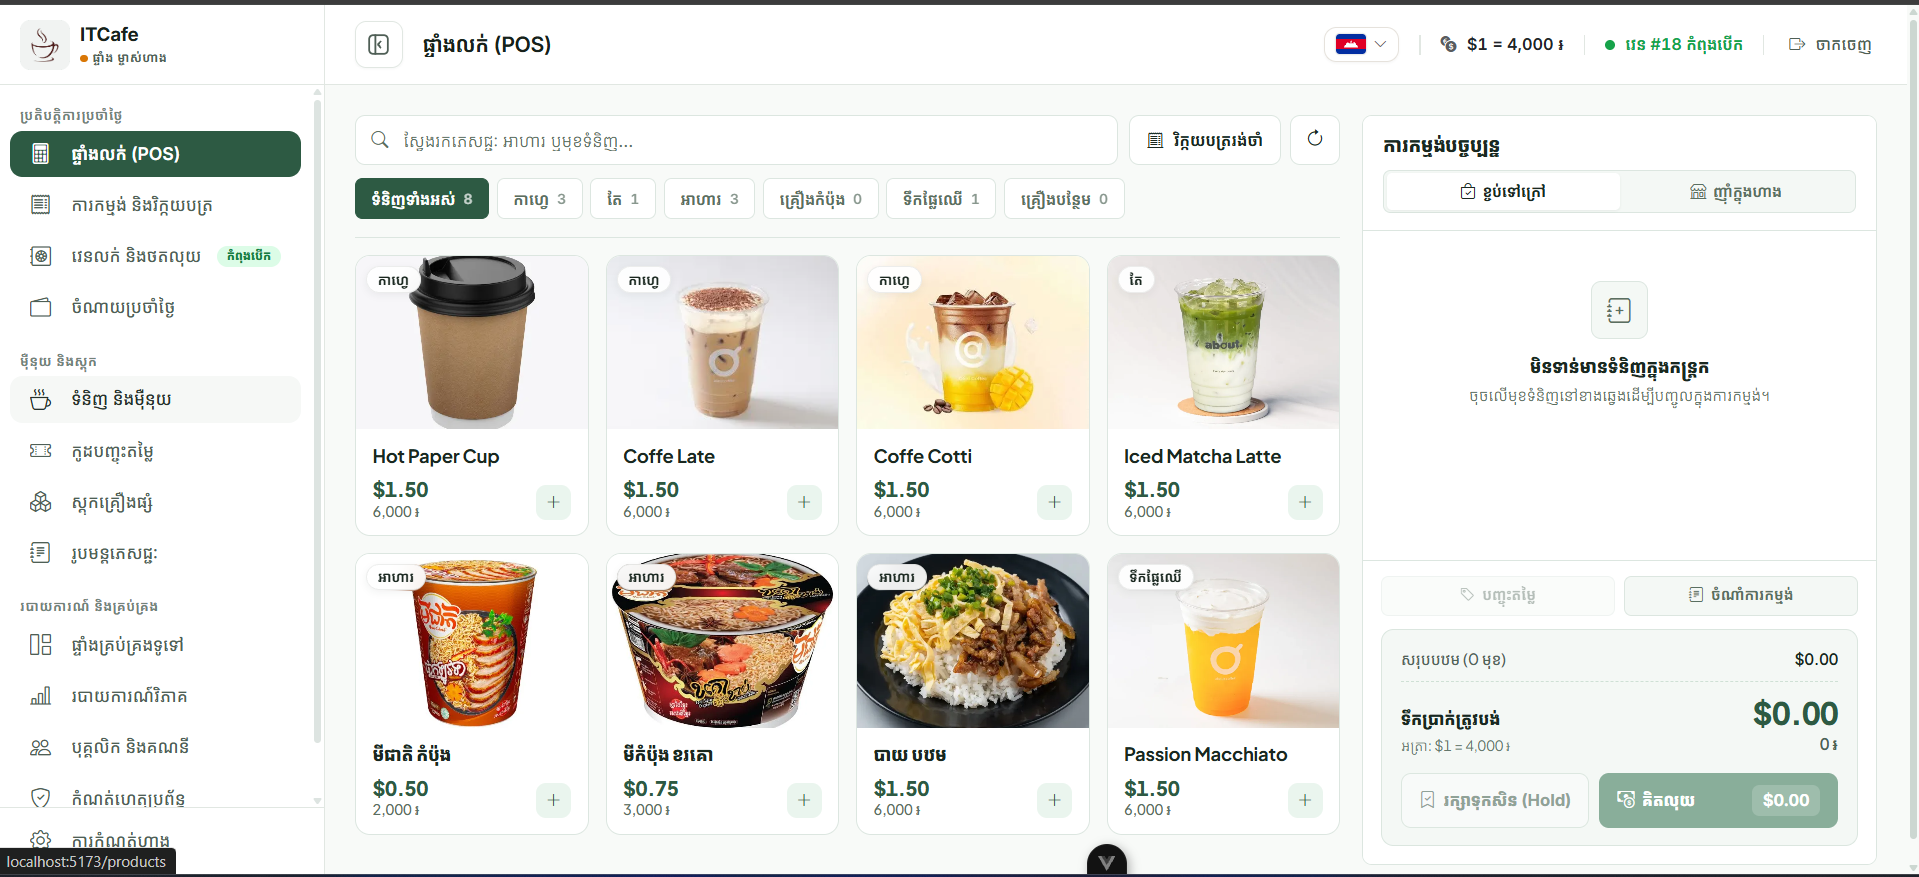 ITCafe
ផ្ទាំង ម្ចាស់ហាង
ផ្ទាំងលក់ (POS)
$1 = 4,000 ៛
វេន #18 កំពុងបើក
ចាកចេញ
ប្រតិបត្តិការប្រចាំថ្ងៃ
ផ្ទាំងលក់ (POS)
ការកម្មង់ និងវិក្កយបត្រ
វេនលក់ និងថតលុយ
កំពុងបើក
ចំណាយប្រចាំថ្ងៃ
ម៉ឺនុយ និងស្តុក
ទំនិញ និងម៉ឺនុយ
កូដបញ្ចុះតម្លៃ
ស្តុកគ្រឿងផ្សំ
រូបមន្តភេសជ្ជៈ
របាយការណ៍ និងគ្រប់គ្រង
ផ្ទាំងគ្រប់គ្រងទូទៅ
របាយការណ៍វិភាគ
បុគ្គលិក និងគណនី
កំណត់ហេតុប្រព័ន្ធ
ការកំណត់ហាង
localhost:5173/products
ស្វែងរកភេសជ្ជៈ អាហារ ឬមុខទំនិញ...
វិក្កយបត្ររង់ចាំ
ទំនិញទាំងអស់ 8
កាហ្វេ 3
តែ 1
អាហារ 3
គ្រឿងកំប៉ុង 0
ទឹកផ្លែឈើ 1
គ្រឿងបន្ថែម 0
កាហ្វេ
Hot Paper Cup
$1.50
6,000 ៛
កាហ្វេ
Coffe Late
$1.50
6,000 ៛
កាហ្វេ
Coffe Cotti
$1.50
6,000 ៛
តែ
about.
Iced Matcha Latte
$1.50
6,000 ៛
អាហារ
មីជាតិ
មីជាតិ កំប៉ុង
$0.50
2,000 ៛
អាហារ
មីកំប៉ុង ខរគោ
$0.75
3,000 ៛
អាហារ
បាយ បឋម
$1.50
6,000 ៛
ទឹកផ្លែឈើ
Passion Macchiato
$1.50
6,000 ៛
ការកម្មង់បច្ចុប្បន្ន
ខ្ចប់ទៅក្រៅ
ញ៉ាំក្នុងហាង
មិនទាន់មានទំនិញក្នុងកន្ត្រក
ចុចលើមុខទំនិញនៅខាងឆ្វេងដើម្បីបញ្ចូលក្នុងការកម្មង់។
បញ្ចុះតម្លៃ
ចំណាំការកម្មង់
សរុបបឋម (0 មុខ)
$0.00
ទឹកប្រាក់ត្រូវបង់
$0.00
អត្រា: $1 = 4,000 ៛
0 ៛
រក្សាទុកសិន (Hold)
គិតលុយ
$0.00